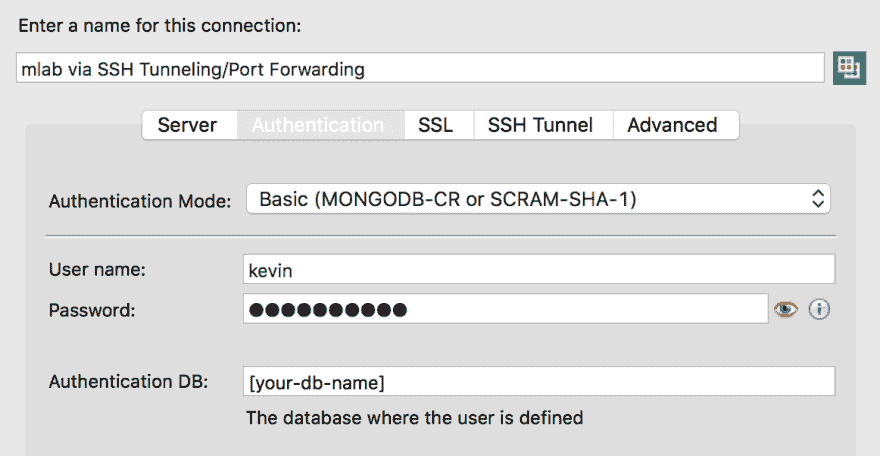 Enter a name for this connection:
mlab via SSH Tunneling/Port Forwarding
Server Authentication SSL SSH Tunnel Advanced
Authentication Mode: Basic (MONGODB-CR or SCRAM-SHA-1)
User name: kevin
Password: ●●●●●●●●●●
Authentication DB: [your-db-name]
The database where the user is defined